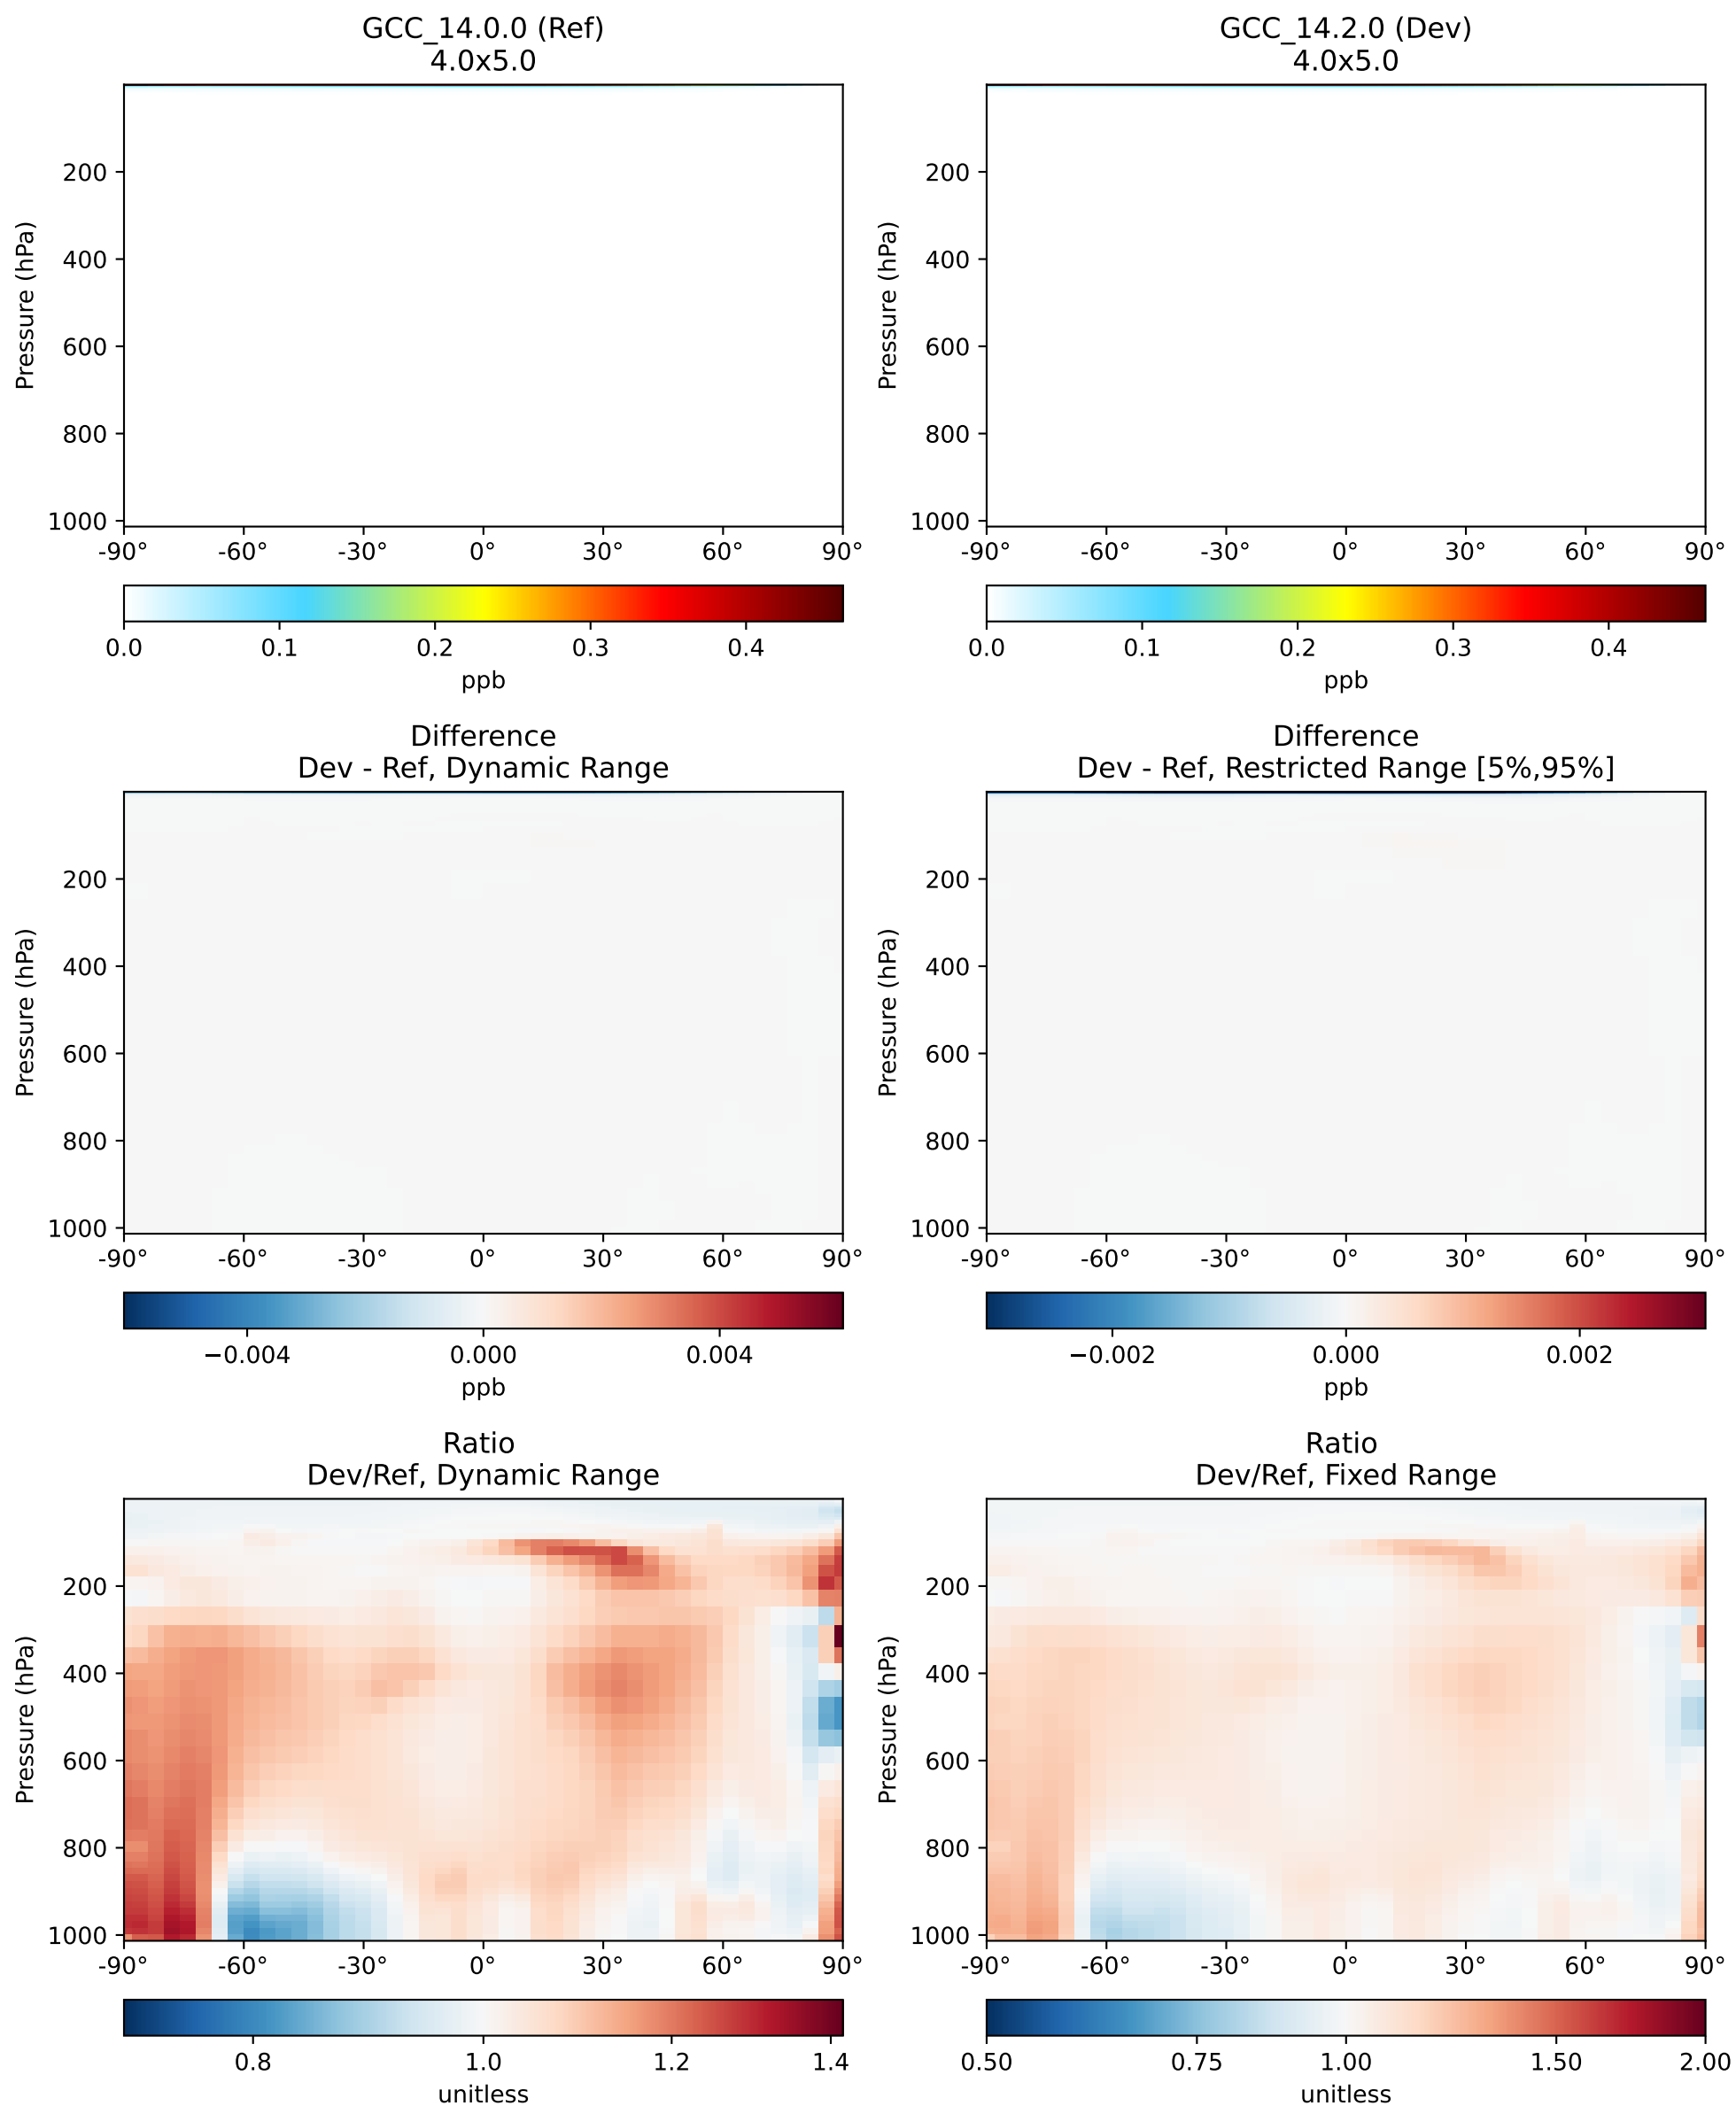 GCC_14.0.0 (Ref)
4.0x5.0
Pressure (hPa)
200
400
600
800
1000
-90° -60° -30° 0° 30° 60° 90°
0.0 0.1 0.2 0.3 0.4
ppb
GCC_14.2.0 (Dev)
4.0x5.0
Pressure (hPa)
200
400
600
800
1000
-90° -60° -30° 0° 30° 60° 90°
0.0 0.1 0.2 0.3 0.4
ppb
Difference
Dev - Ref, Dynamic Range
Pressure (hPa)
200
400
600
800
1000
-90° -60° -30° 0° 30° 60° 90°
−0.004 0.000 0.004
ppb
Difference
Dev - Ref, Restricted Range [5%,95%]
Pressure (hPa)
200
400
600
800
1000
-90° -60° -30° 0° 30° 60° 90°
−0.002 0.000 0.002
ppb
Ratio
Dev/Ref, Dynamic Range
Pressure (hPa)
200
400
600
800
1000
-90° -60° -30° 0° 30° 60° 90°
0.8 1.0 1.2 1.4
unitless
Ratio
Dev/Ref, Fixed Range
Pressure (hPa)
200
400
600
800
1000
-90° -60° -30° 0° 30° 60° 90°
0.50 0.75 1.00 1.50 2.00
unitless